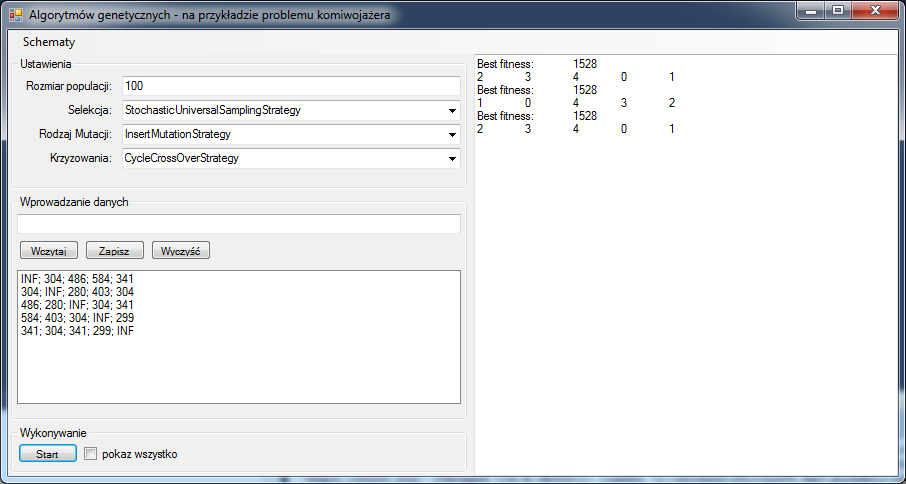 Algorytmów genetycznych - na przykładzie problemu komiwojażera
Schematy
Ustawienia
Rozmiar populacji: 100
Selekcja: StochasticUniversalSamplingStrategy
Rodzaj Mutacji: InsertMutationStrategy
Krzyzowania: CycleCrossOverStrategy
Wprowadzanie danych
Wczytaj Zapisz Wyczyść
INF; 304; 486; 584; 341
304; INF; 280; 403; 304
486; 280; INF; 304; 341
584; 403; 304; INF; 299
341; 304; 341; 299; INF
Wykonywanie
Start pokaz wszystko
Best fitness: 1528
2 3 4 0 1
Best fitness: 1528
1 0 4 3 2
Best fitness: 1528
2 3 4 0 1